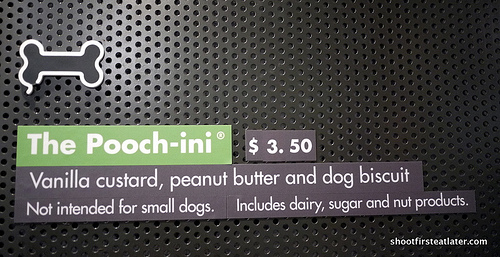 The Pooch-ini® $ 3.50
Vanilla custard, peanut butter and dog biscuit
Not intended for small dogs. Includes dairy, sugar and nut products.
shootfirsteatlater.com